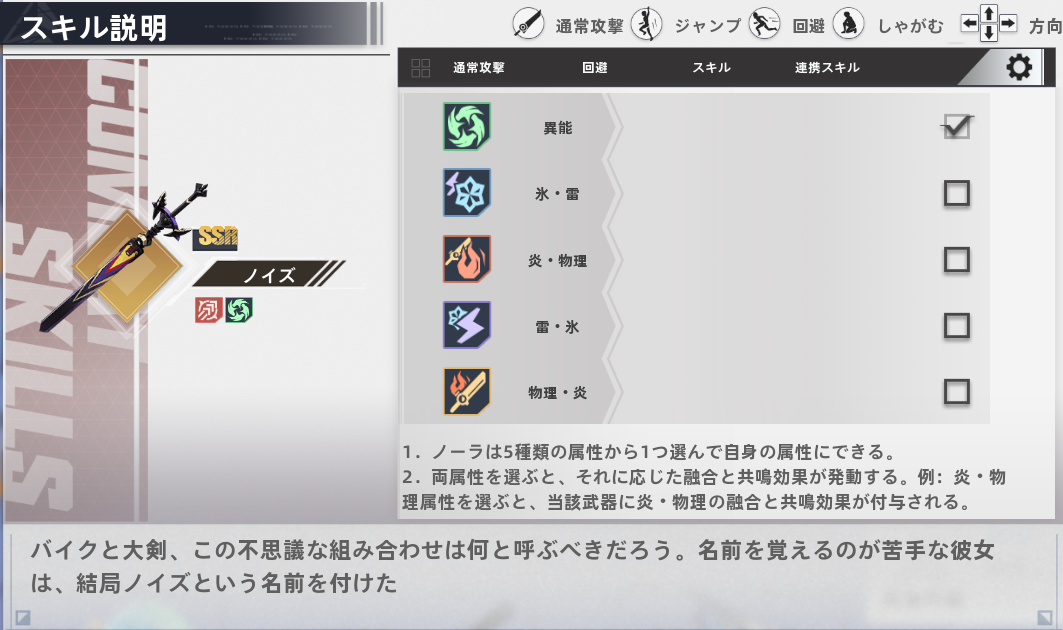 スキル説明
通常攻撃 ジャンプ 回避 しゃがむ 方向
通常攻撃 回避 スキル 連携スキル
GUMI
SKILLS
SSR
ノイズ
異能
氷・雷
炎・物理
雷・氷
物理・炎
1．ノーラは5種類の属性から1つ選んで自身の属性にできる。
2．両属性を選ぶと、それに応じた融合と共鳴効果が発動する。例：炎・物
理属性を選ぶと、当該武器に炎・物理の融合と共鳴効果が付与される。
バイクと大剣、この不思議な組み合わせは何と呼ぶべきだろう。名前を覚えるのが苦手な彼女
は、結局ノイズという名前を付けた